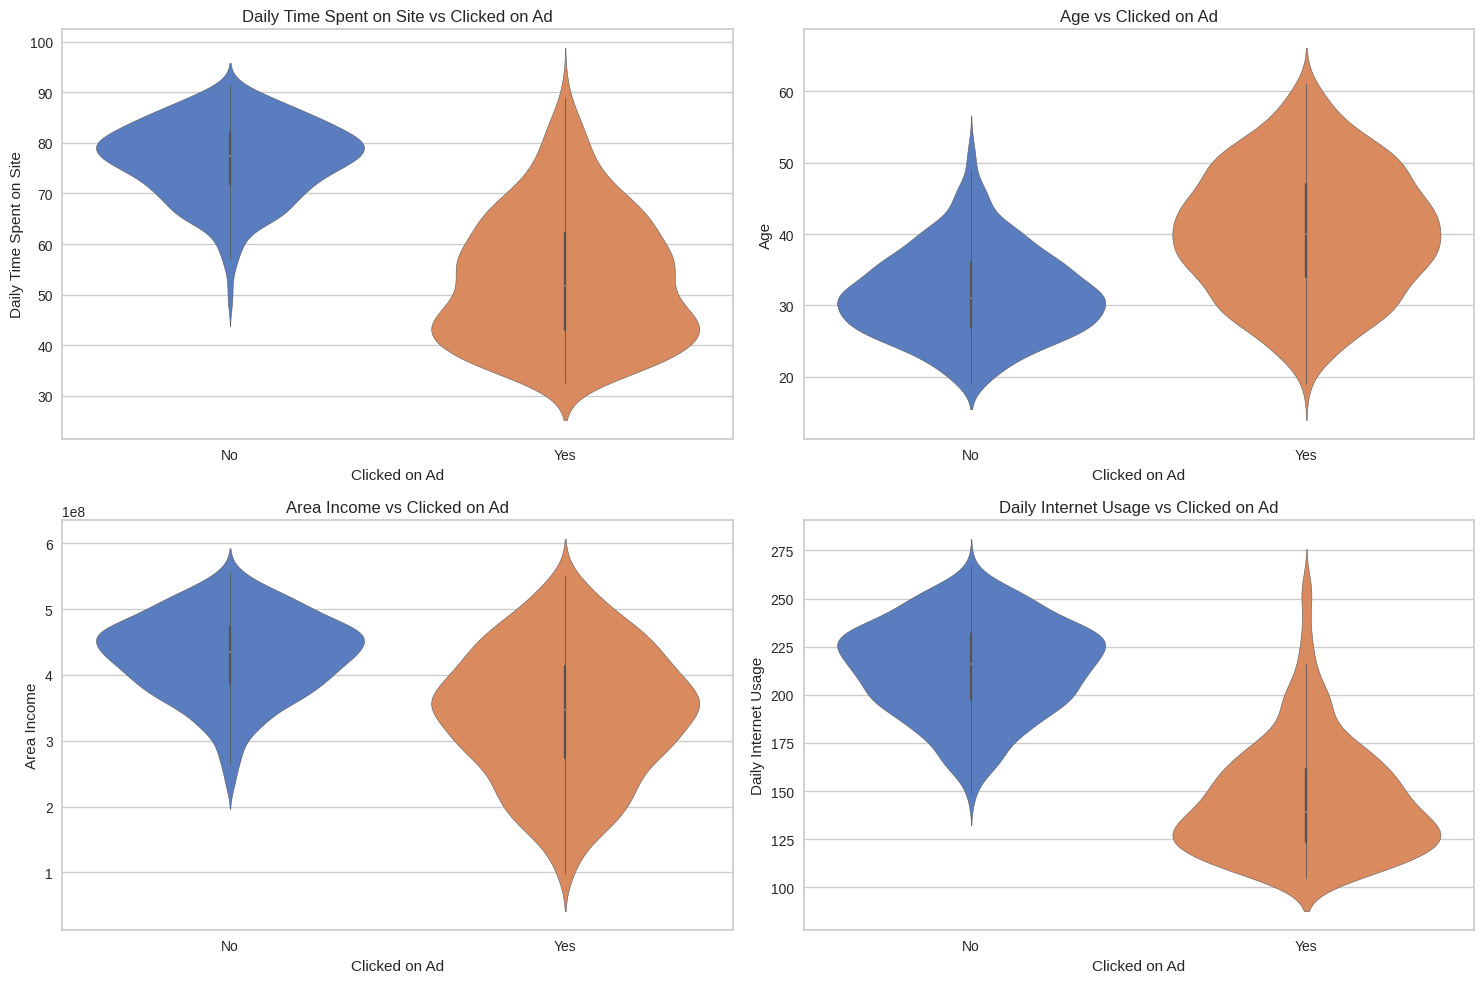 Daily Time Spent on Site vs Clicked on Ad
Daily Time Spent on Site
100
90
80
70
60
50
40
30
No Yes
Clicked on Ad
Age vs Clicked on Ad
Age
60
50
40
30
20
No Yes
Clicked on Ad
Area Income vs Clicked on Ad
1e8
Area Income
6
5
4
3
2
1
No Yes
Clicked on Ad
Daily Internet Usage vs Clicked on Ad
Daily Internet Usage
275
250
225
200
175
150
125
100
No Yes
Clicked on Ad